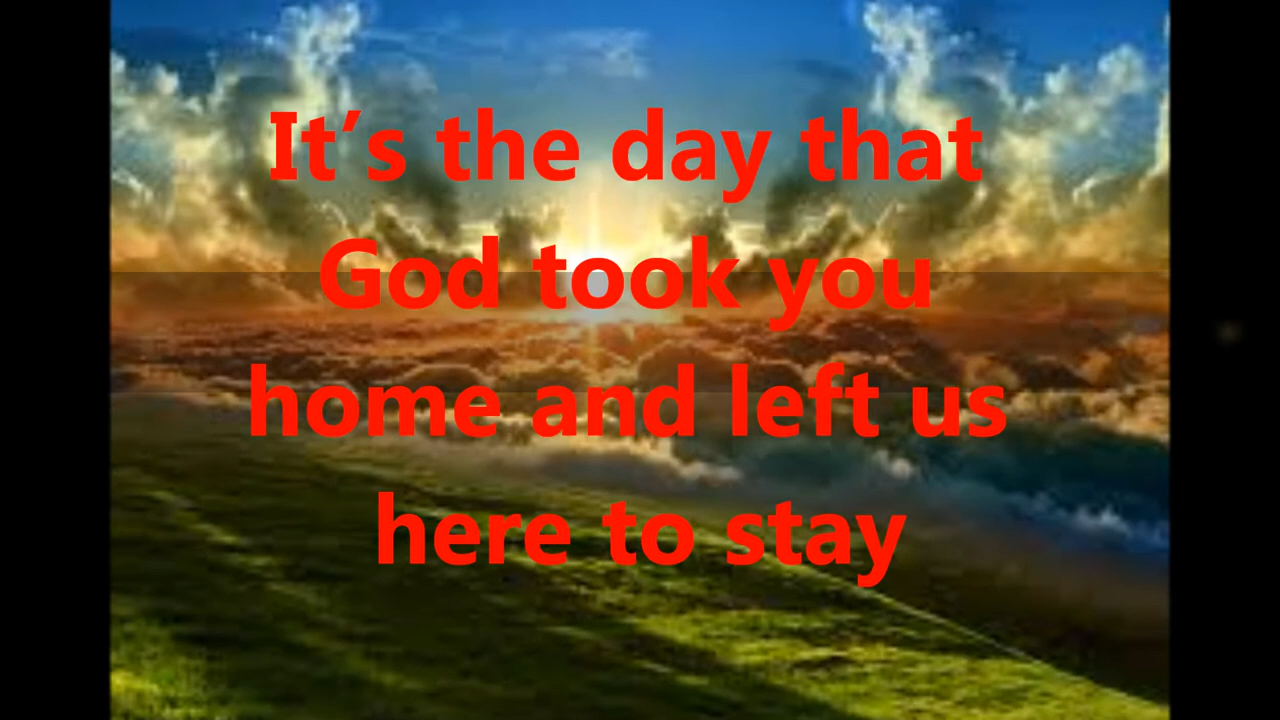 It’s the day that
God took you
home and left us
here to stay